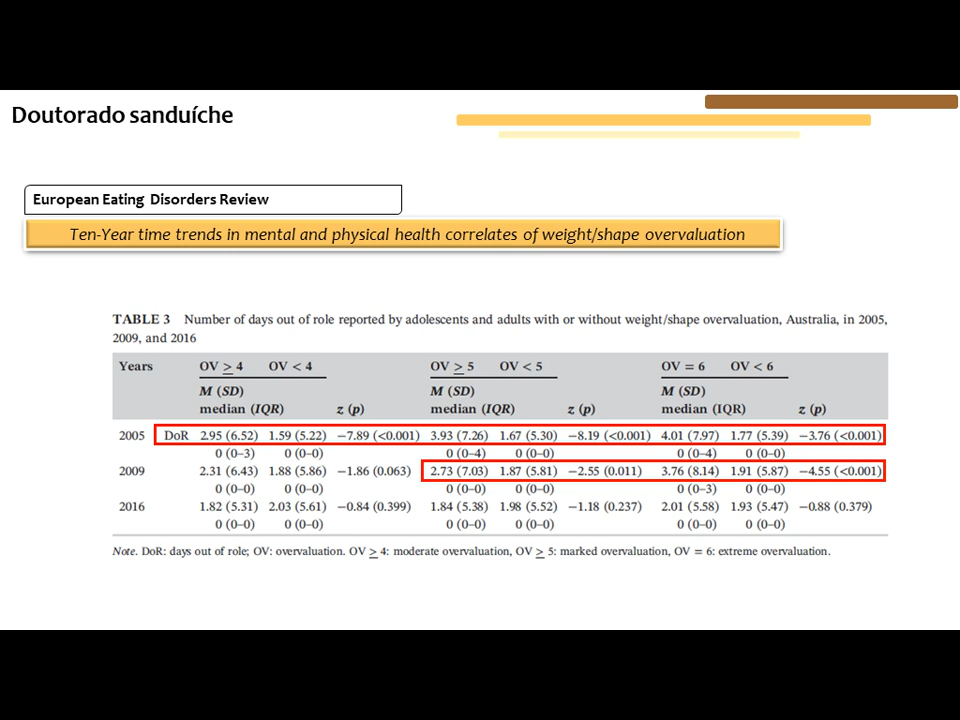 Doutorado sanduíche
European Eating Disorders Review
Ten-Year time trends in mental and physical health correlates of weight/shape overvaluation
TABLE 3 Number of days out of role reported by adolescents and adults with or without weight/shape overvaluation, Australia, in 2005,
2009, and 2016
Years OV ≥ 4 OV < 4 OV ≥ 5 OV < 5 OV = 6 OV < 6
M (SD) M (SD) M (SD)
median (IQR) z (p) median (IQR) z (p) median (IQR) z (p)
2005 DoR 2.95 (6.52) 1.59 (5.22) −7.89 (<0.001) 3.93 (7.26) 1.67 (5.30) −8.19 (<0.001) 4.01 (7.97) 1.77 (5.39) −3.76 (<0.001)
0 (0–3) 0 (0–0) 0 (0–4) 0 (0–0) 0 (0–4) 0 (0–0)
2009 2.31 (6.43) 1.88 (5.86) −1.86 (0.063) 2.73 (7.03) 1.87 (5.81) −2.55 (0.011) 3.76 (8.14) 1.91 (5.87) −4.55 (<0.001)
0 (0–0) 0 (0–0) 0 (0–0) 0 (0–0) 0 (0–3) 0 (0–0)
2016 1.82 (5.31) 2.03 (5.61) −0.84 (0.399) 1.84 (5.38) 1.98 (5.52) −1.18 (0.237) 2.01 (5.58) 1.93 (5.47) −0.88 (0.379)
0 (0–0) 0 (0–0) 0 (0–0) 0 (0–0) 0 (0–0) 0 (0–0)
Note. DoR: days out of role; OV: overvaluation. OV ≥ 4: moderate overvaluation, OV ≥ 5: marked overvaluation, OV = 6: extreme overvaluation.